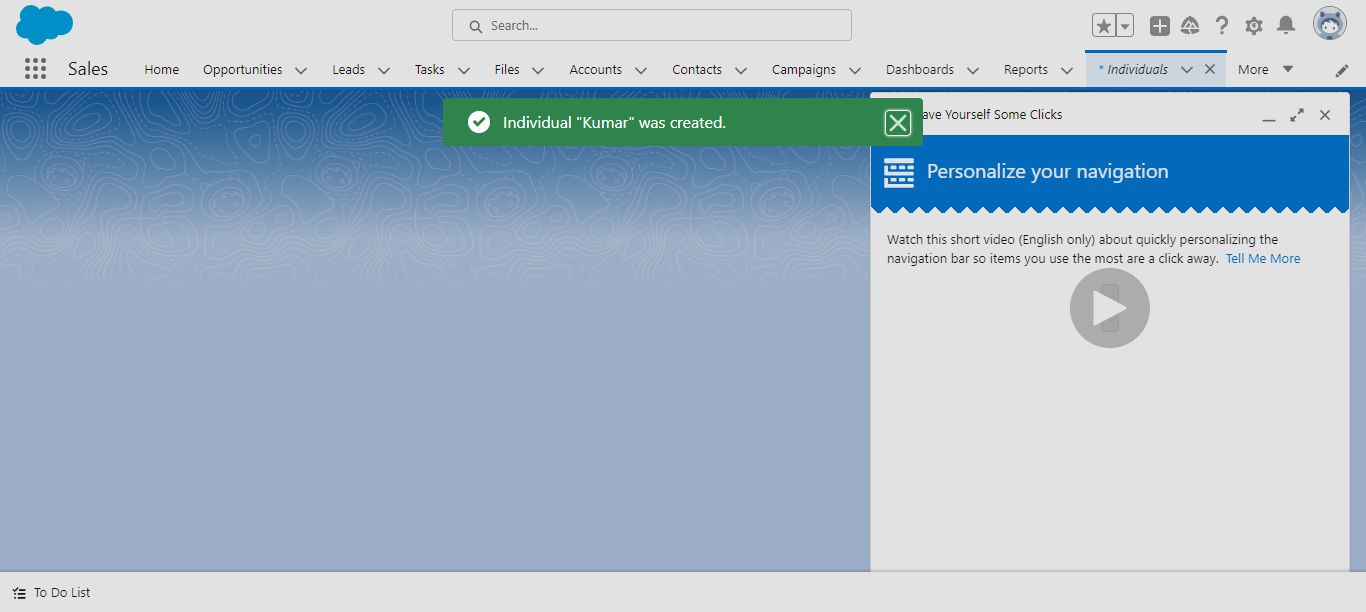 Search...
Sales
Home
Opportunities
Leads
Tasks
Files
Accounts
Contacts
Campaigns
Dashboards
Reports
* Individuals
More
Individual "Kumar" was created.
Yourself Some Clicks
Personalize your navigation
Watch this short video (English only) about quickly personalizing the
navigation bar so items you use the most are a click away. Tell Me More
To Do List